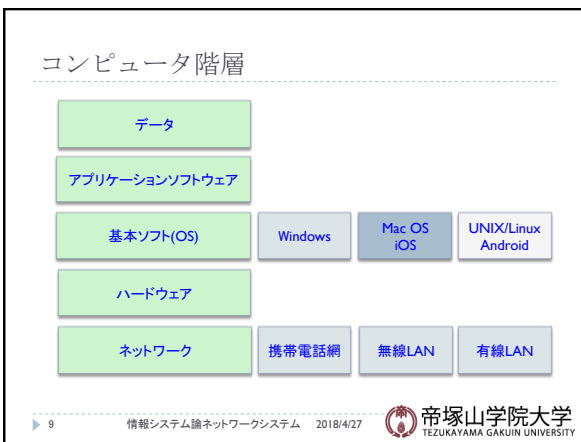 コンピュータ階層
データ
アプリケーションソフトウェア
基本ソフト(OS)
Windows
Mac OS
iOS
UNIX/Linux
Android
ハードウェア
ネットワーク
携帯電話網
無線LAN
有線LAN
9
情報システム論ネットワークシステム 2018/4/27
帝塚山学院大学
TEZUKAYAMA GAKUIN UNIVERSITY